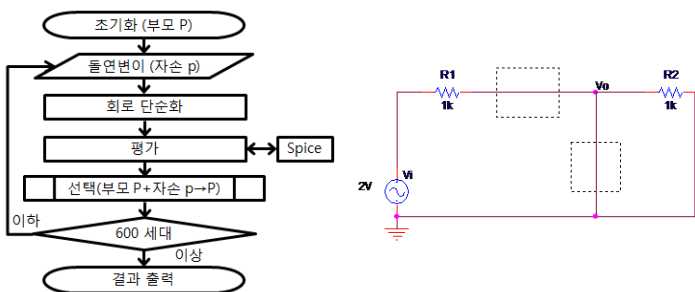 초기화 (부모 P)
돌연변이 (자손 p)
회로 단순화
평가
Spice
선택(부모 P+자손 p→P)
이하
600 세대
이상
결과 출력
R1
1k
Vo
R2
1k
2V
Vi